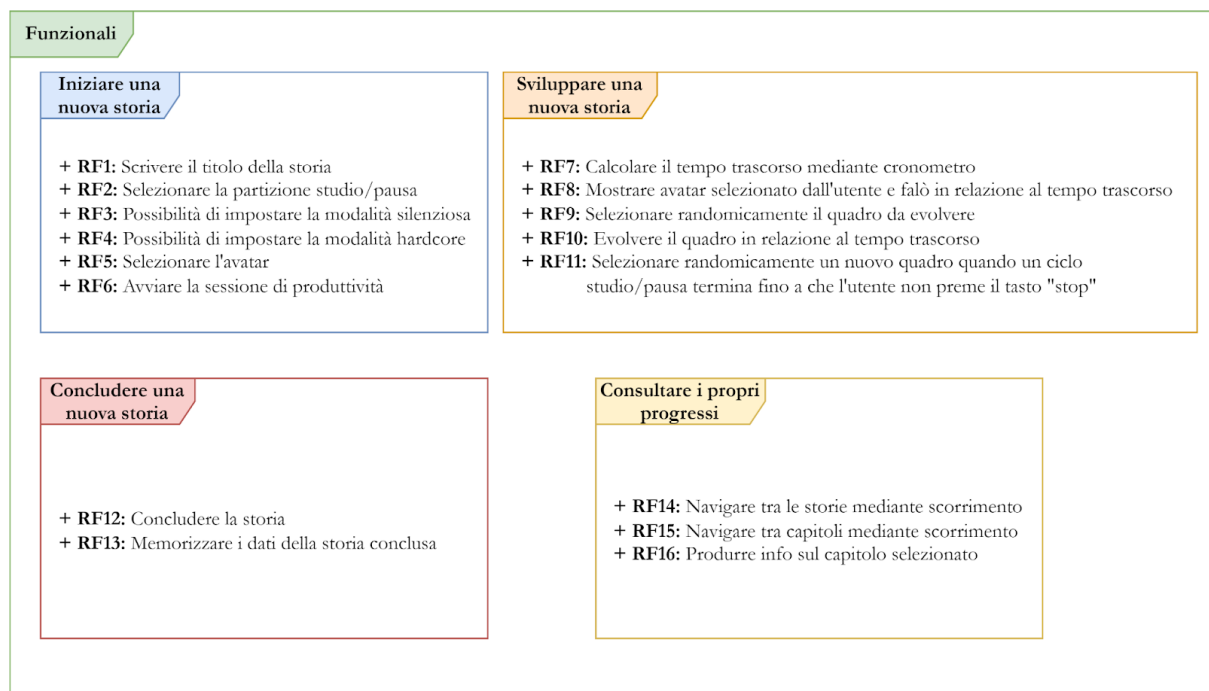 Funzionali
Iniziare una
nuova storia
+ RF1: Scrivere il titolo della storia
+ RF2: Selezionare la partizione studio/pausa
+ RF3: Possibilità di impostare la modalità silenziosa
+ RF4: Possibilità di impostare la modalità hardcore
+ RF5: Selezionare l'avatar
+ RF6: Avviare la sessione di produttività
Sviluppare una
nuova storia
+ RF7: Calcolare il tempo trascorso mediante cronometro
+ RF8: Mostrare avatar selezionato dall'utente e falò in relazione al tempo trascorso
+ RF9: Selezionare randomicamente il quadro da evolvere
+ RF10: Evolvere il quadro in relazione al tempo trascorso
+ RF11: Selezionare randomicamente un nuovo quadro quando un ciclo
studio/pausa termina fino a che l'utente non preme il tasto "stop"
Concludere una
nuova storia
+ RF12: Concludere la storia
+ RF13: Memorizzare i dati della storia conclusa
Consultare i propri
progressi
+ RF14: Navigare tra le storie mediante scorrimento
+ RF15: Navigare tra capitoli mediante scorrimento
+ RF16: Produrre info sul capitolo selezionato